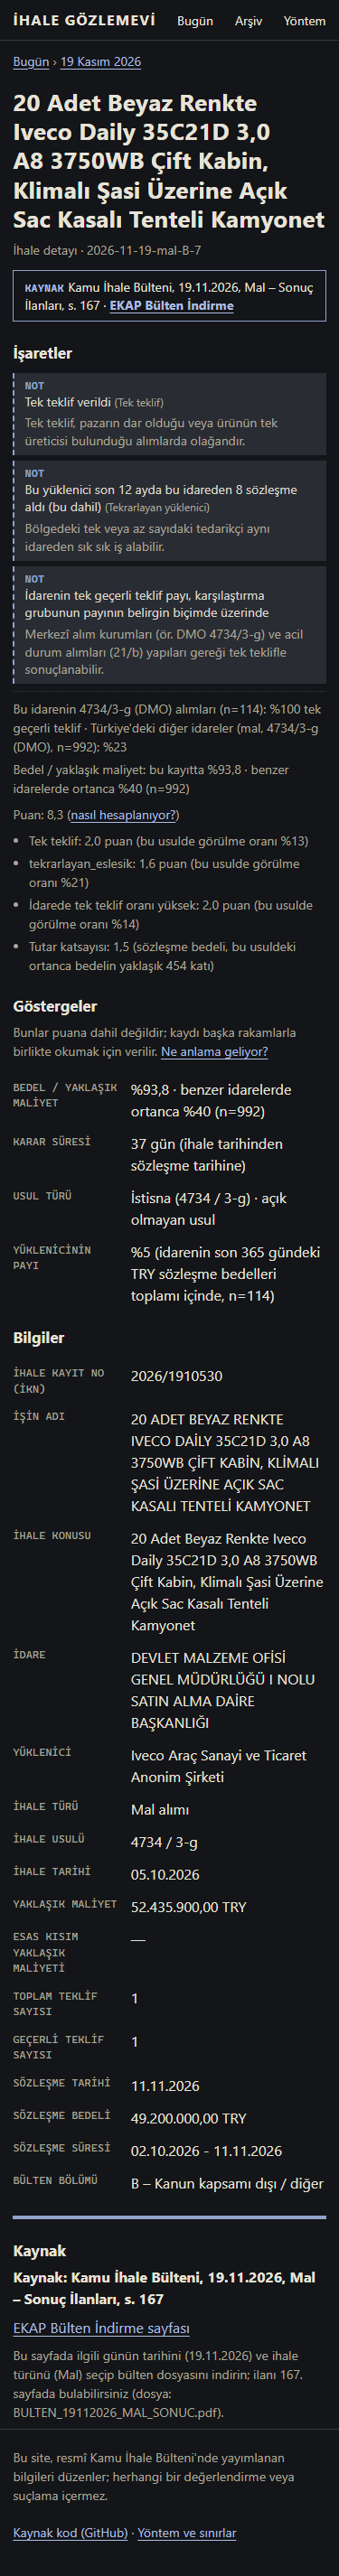 İHALE GÖZLEMEVİ Bugün Arşiv Yöntem
Bugün › 19 Kasım 2026
20 Adet Beyaz Renkte
Iveco Daily 35C21D 3,0
A8 3750WB Çift Kabin,
Klimalı Şasi Üzerine Açık
Sac Kasalı Tenteli Kamyonet
İhale detayı · 2026-11-19-mal-B-7
KAYNAK Kamu İhale Bülteni, 19.11.2026, Mal – Sonuç
İlanları, s. 167 · EKAP Bülten İndirme
İşaretler
NOT
Tek teklif verildi (Tek teklif)
Tek teklif, pazarın dar olduğu veya ürünün tek
üreticisi bulunduğu alımlarda olağandır.
NOT
Bu yüklenici son 12 ayda bu idareden 8 sözleşme
aldı (bu dahil) (Tekrarlayan yüklenici)
Bölgedeki tek veya az sayıdaki tedarikçi aynı
idareden sık sık iş alabilir.
NOT
İdarenin tek geçerli teklif payı, karşılaştırma
grubunun payının belirgin biçimde üzerinde
Merkezî alım kurumları (ör. DMO 4734/3-g) ve acil
durum alımları (21/b) yapıları gereği tek teklifle
sonuçlanabilir.
Bu idarenin 4734/3-g (DMO) alımları (n=114): %100 tek
geçerli teklif · Türkiye'deki diğer idareler (mal, 4734/3-g
(DMO), n=992): %23
Bedel / yaklaşık maliyet: bu kayıtta %93,8 · benzer
idarelerde ortanca %40 (n=992)
Puan: 8,3 (nasıl hesaplanıyor?)
• Tek teklif: 2,0 puan (bu usulde görülme oranı %13)
• tekrarlayan_eslesik: 1,6 puan (bu usulde görülme
oranı %21)
• İdarede tek teklif oranı yüksek: 2,0 puan (bu usulde
görülme oranı %14)
• Tutar katsayısı: 1,5 (sözleşme bedeli, bu usuldeki
ortanca bedelin yaklaşık 454 katı)
Göstergeler
Bunlar puana dahil değildir; kaydı başka rakamlarla
birlikte okumak için verilir. Ne anlama geliyor?
BEDEL / YAKLAŞIK
MALİYET
%93,8 · benzer idarelerde
ortanca %40 (n=992)
KARAR SÜRESİ
37 gün (ihale tarihinden
sözleşme tarihine)
USUL TÜRÜ
İstisna (4734 / 3-g) · açık
olmayan usul
YÜKLENİCİNİN
PAYI
%5 (idarenin son 365 gündeki
TRY sözleşme bedelleri
toplamı içinde, n=114)
Bilgiler
İHALE KAYIT NO
(İKN)
2026/1910530
İŞİN ADI
20 ADET BEYAZ RENKTE
IVECO DAİLY 35C21D 3,0 A8
3750WB ÇİFT KABİN, KLİMALI
ŞASİ ÜZERİNE AÇIK SAC
KASALI TENTELİ KAMYONET
İHALE KONUSU
20 Adet Beyaz Renkte Iveco
Daily 35C21D 3,0 A8 3750WB
Çift Kabin, Klimalı Şasi Üzerine
Açık Sac Kasalı Tenteli
Kamyonet
İDARE
DEVLET MALZEME OFİSİ
GENEL MÜDÜRLÜĞÜ I NOLU
SATIN ALMA DAİRE
BAŞKANLIĞI
YÜKLENİCİ
Iveco Araç Sanayi ve Ticaret
Anonim Şirketi
İHALE TÜRÜ
Mal alımı
İHALE USULÜ
4734 / 3-g
İHALE TARİHİ
05.10.2026
YAKLAŞIK MALİYET
52.435.900,00 TRY
ESAS KISIM
YAKLAŞIK
MALİYETİ
—
TOPLAM TEKLİF
SAYISI
1
GEÇERLİ TEKLİF
SAYISI
1
SÖZLEŞME TARİHİ
11.11.2026
SÖZLEŞME BEDELİ
49.200.000,00 TRY
SÖZLEŞME SÜRESİ
02.10.2026 - 11.11.2026
BÜLTEN BÖLÜMÜ
B – Kanun kapsamı dışı / diğer
Kaynak
Kaynak: Kamu İhale Bülteni, 19.11.2026, Mal
– Sonuç İlanları, s. 167
EKAP Bülten İndirme sayfası
Bu sayfada ilgili günün tarihini (19.11.2026) ve ihale
türünü (Mal) seçip bülten dosyasını indirin; ilanı 167.
sayfada bulabilirsiniz (dosya:
BULTEN_19112026_MAL_SONUC.pdf).
Bu site, resmî Kamu İhale Bülteni'nde yayımlanan
bilgileri düzenler; herhangi bir değerlendirme veya
suçlama içermez.
Kaynak kod (GitHub) · Yöntem ve sınırlar